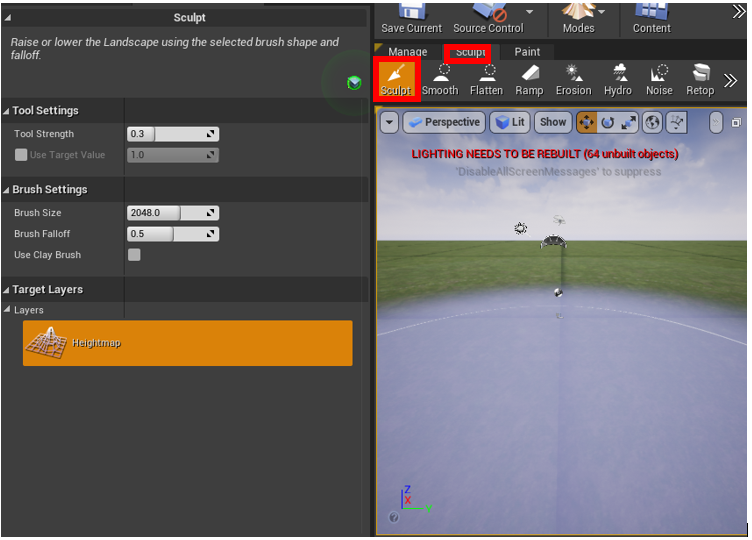 Sculpt
Raise or lower the Landscape using the selected brush shape and
falloff.
Tool Settings
Tool Strength
0.3
Use Target Value
1.0
Brush Settings
Brush Size
2048.0
Brush Falloff
0.5
Use Clay Brush
Target Layers
Layers
Heightmap
Save Current
Source Control
Modes
Content
Manage
Sculpt
Paint
Sculpt
Smooth
Flatten
Ramp
Erosion
Hydro
Noise
Retop
Perspective
Lit
Show
LIGHTING NEEDS TO BE REBUILT (64 unbuilt objects)
'DisableAllScreenMessages' to suppress
Z
X
Y